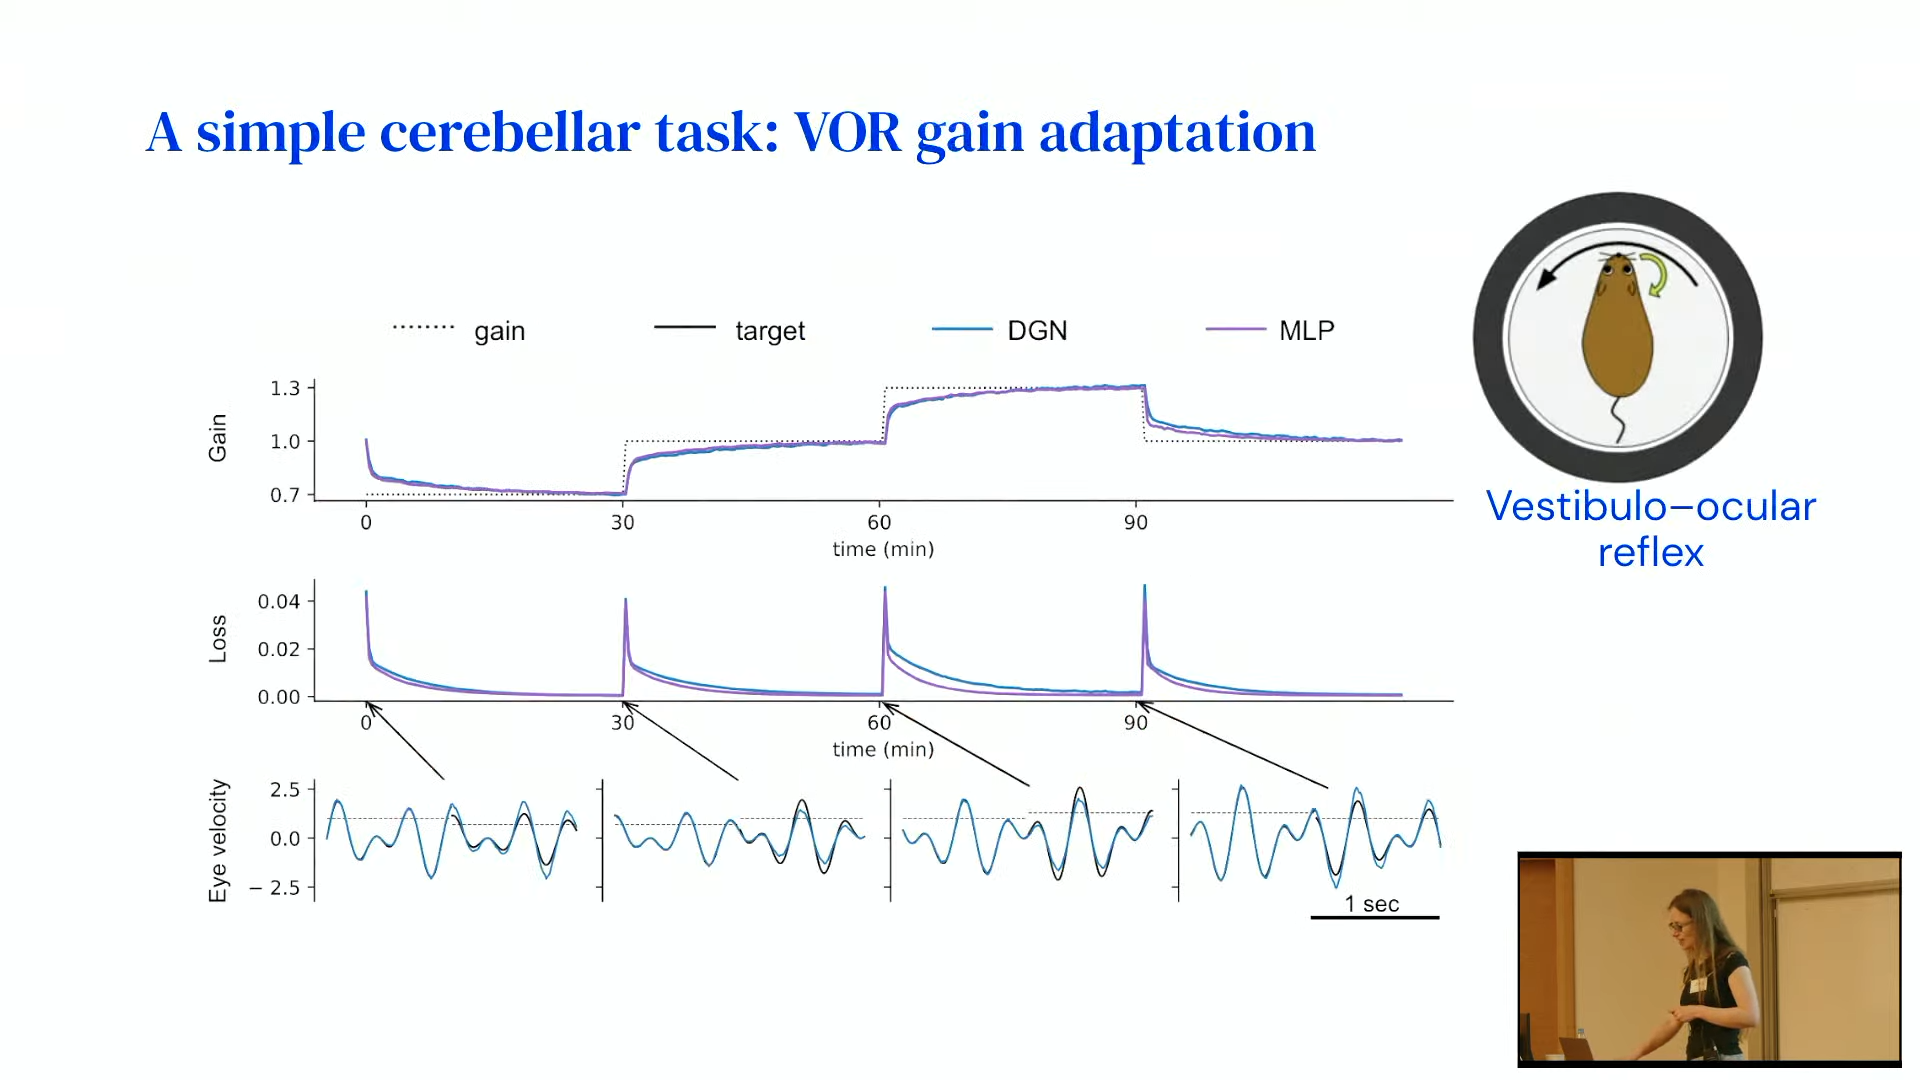 A simple cerebellar task: VOR gain adaptation
gain
target
DGN
MLP
Gain
1.3
1.0
0.7
0
30
60
90
time (min)
Vestibulo–ocular
reflex
Loss
0.04
0.02
0.00
0
30
60
90
time (min)
Eye velocity
2.5
0.0
− 2.5
1 sec